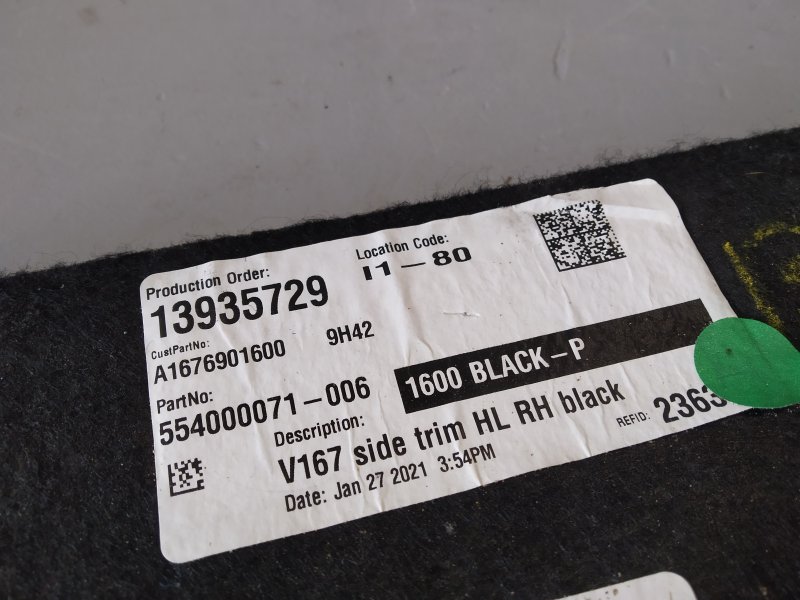 Production Order:
13935729
Location Code:
I1-80
CustPartNo:
A1676901600 9H42
PartNo:
554000071-006
1600 BLACK-P
Description:
V167 side trim HL RH black
Date: Jan 27 2021 3:54PM
REFID: